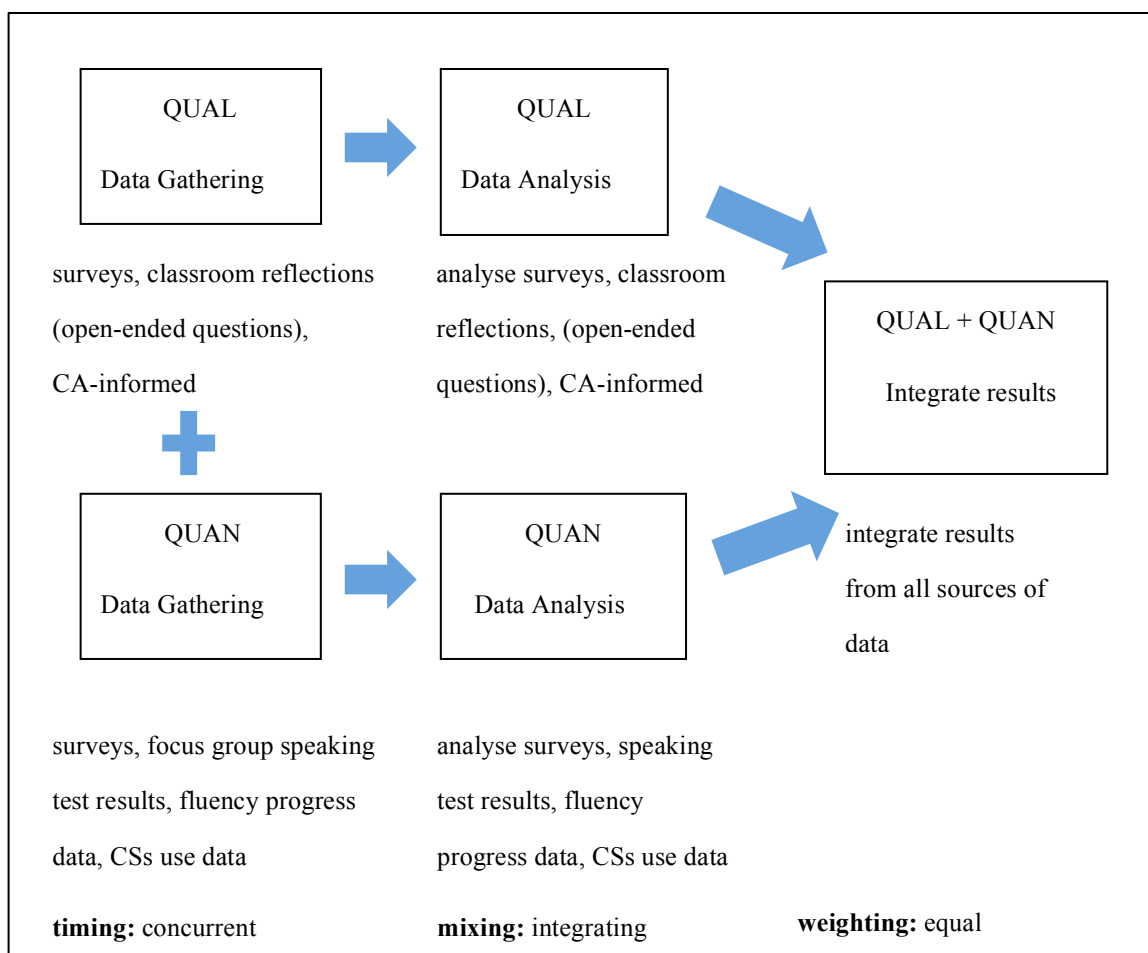 QUAL
Data Gathering
QUAL
Data Analysis
surveys, classroom reflections
(open-ended questions),
CA-informed
analyse surveys, classroom
reflections, (open-ended
questions), CA-informed
QUAL + QUAN
Integrate results
QUAN
Data Gathering
QUAN
Data Analysis
integrate results
from all sources of
data
surveys, focus group speaking
test results, fluency progress
data, CSs use data
analyse surveys, speaking
test results, fluency
progress data, CSs use data
timing: concurrent
mixing: integrating
weighting: equal